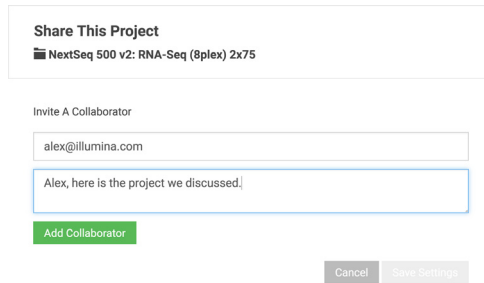 Share This Project
NextSeq 500 v2: RNA-Seq (8plex) 2x75
Invite A Collaborator
alex@illumina.com
Alex, here is the project we discussed.
Add Collaborator
Cancel
Save Settings